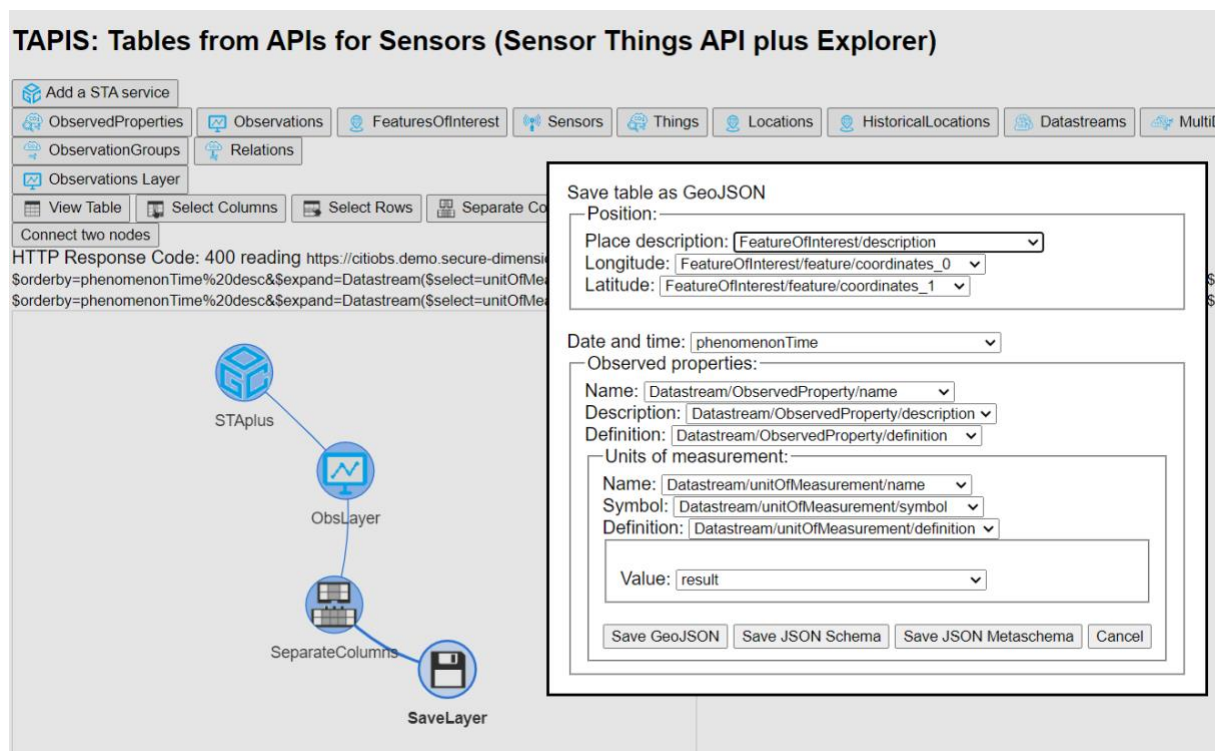 TAPIS: Tables from APIs for Sensors (Sensor Things API plus Explorer)
Add a STA service
ObservedProperties Observations FeaturesOfInterest Sensors Things Locations HistoricalLocations Datastreams MultiD
ObservationGroups Relations
Observations Layer
View Table Select Columns Select Rows Separate Co
Connect two nodes
HTTP Response Code: 400 reading https://citiobs.demo.secure-dimensi
$orderby=phenomenonTime%20desc&$expand=Datastream($select=unitOfMea
$orderby=phenomenonTime%20desc&$expand=Datastream($select=unitOfMea
STAplus
ObsLayer
SeparateColumns
SaveLayer
Save table as GeoJSON
Position:
Place description: FeatureOfInterest/description
Longitude: FeatureOfInterest/feature/coordinates_0
Latitude: FeatureOfInterest/feature/coordinates_1
Date and time: phenomenonTime
Observed properties:
Name: Datastream/ObservedProperty/name
Description: Datastream/ObservedProperty/description
Definition: Datastream/ObservedProperty/definition
Units of measurement:
Name: Datastream/unitOfMeasurement/name
Symbol: Datastream/unitOfMeasurement/symbol
Definition: Datastream/unitOfMeasurement/definition
Value: result
Save GeoJSON Save JSON Schema Save JSON Metaschema Cancel